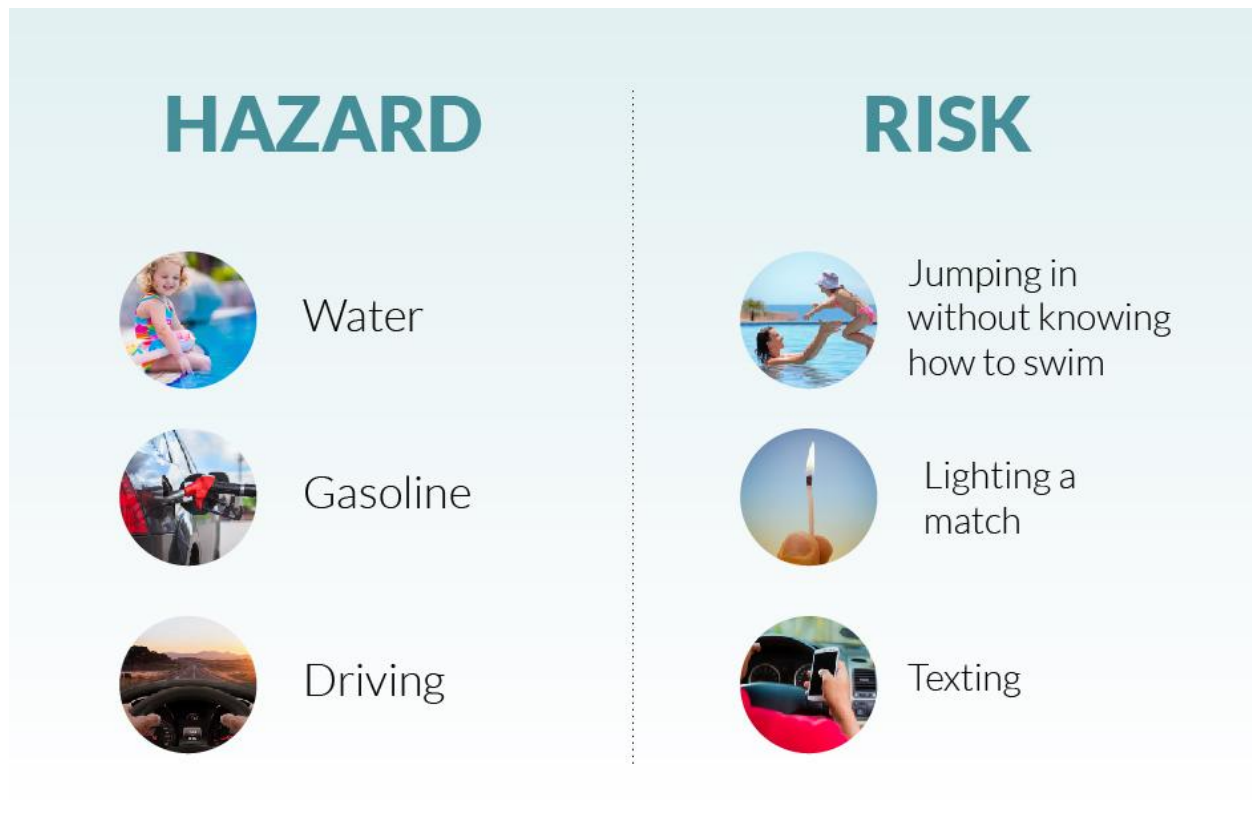 HAZARD
RISK
Water
Jumping in
without knowing
how to swim
Gasoline
Lighting a
match
Driving
Texting